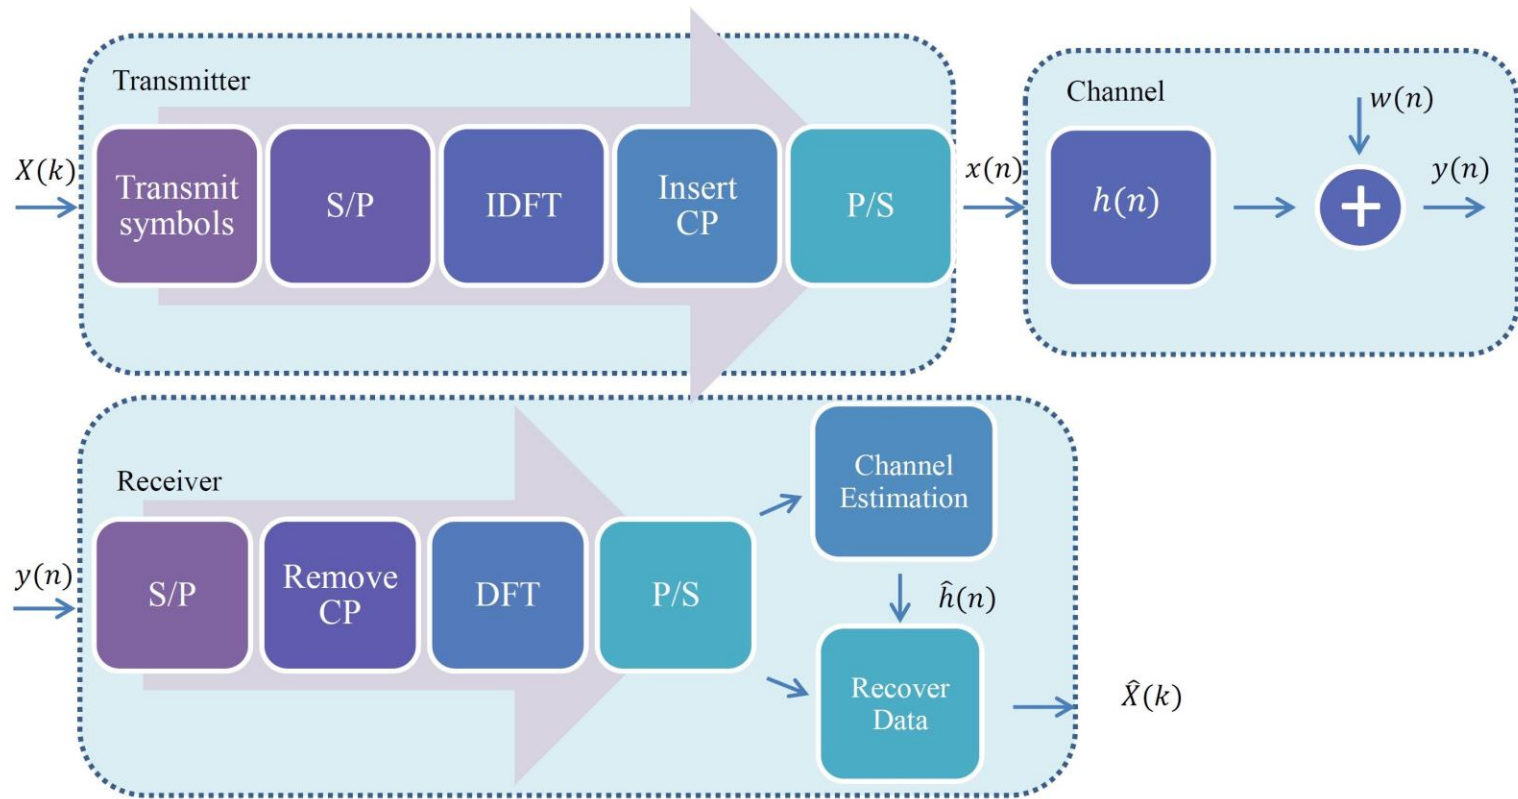 Transmitter
X(k)
Transmit
symbols
S/P
IDFT
Insert
CP
P/S
x(n)
Channel
h(n)
w(n)
+
y(n)
Receiver
y(n)
S/P
Remove
CP
DFT
P/S
Channel
Estimation
ĥ(n)
Recover
Data
X̂(k)